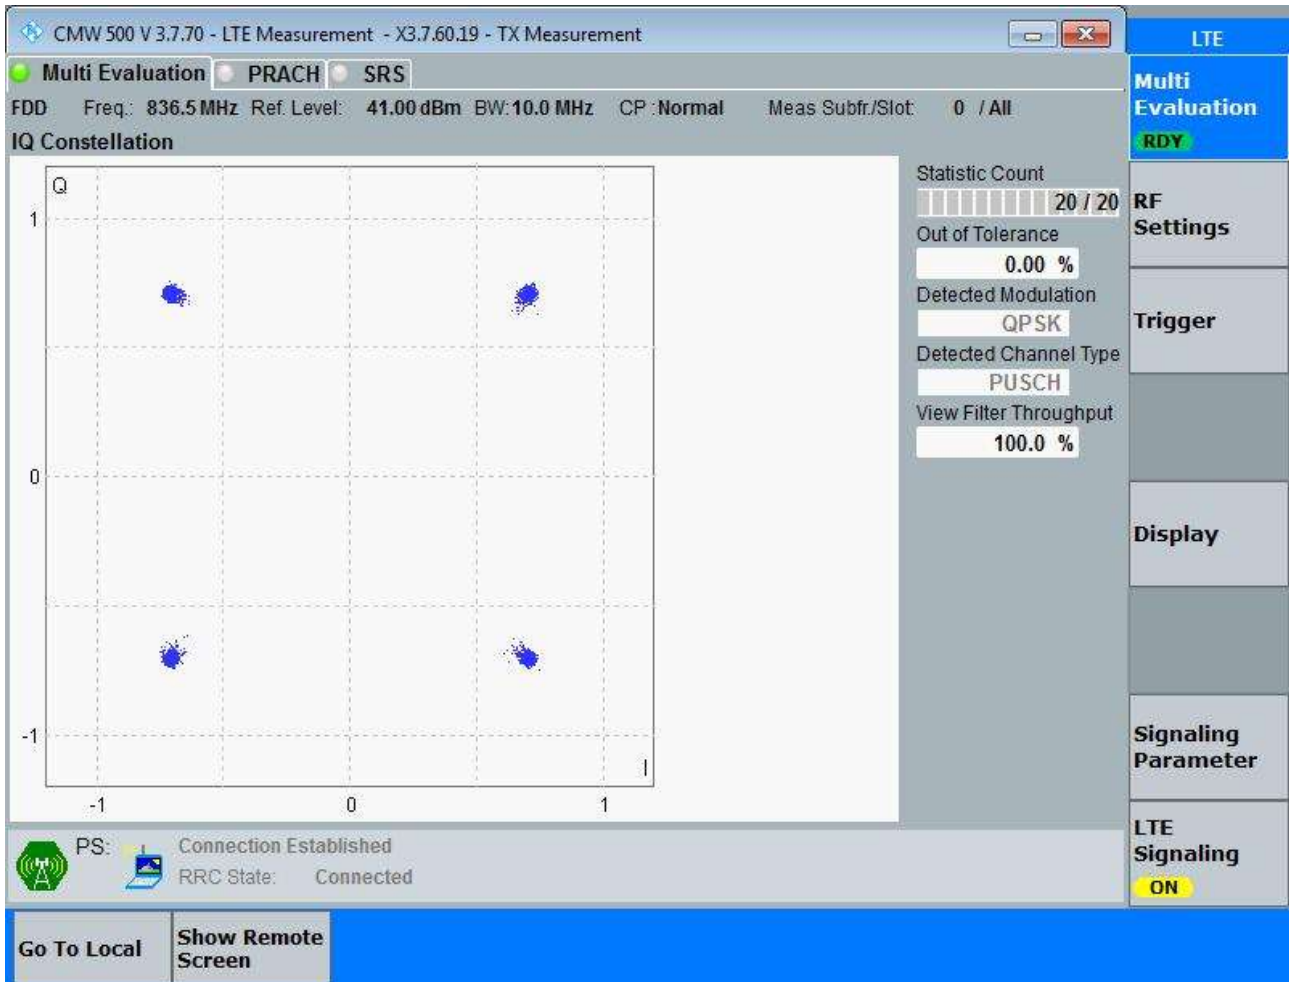 CMW 500 V 3.7.70 - LTE Measurement - X3.7.60.19 - TX Measurement
LTE
Multi Evaluation PRACH SRS
FDD Freq.: 836.5 MHz Ref. Level: 41.00 dBm BW: 10.0 MHz CP : Normal Meas Subfr./Slot: 0 / All
IQ Constellation
Q
1
0
-1
I
-1 0 1
Statistic Count
20 / 20
Out of Tolerance
0.00 %
Detected Modulation
QPSK
Detected Channel Type
PUSCH
View Filter Throughput
100.0 %
Multi
Evaluation
RDY
RF
Settings
Trigger
Display
Signaling
Parameter
LTE
Signaling
ON
PS: Connection Established
RRC State: Connected
Go To Local
Show Remote
Screen